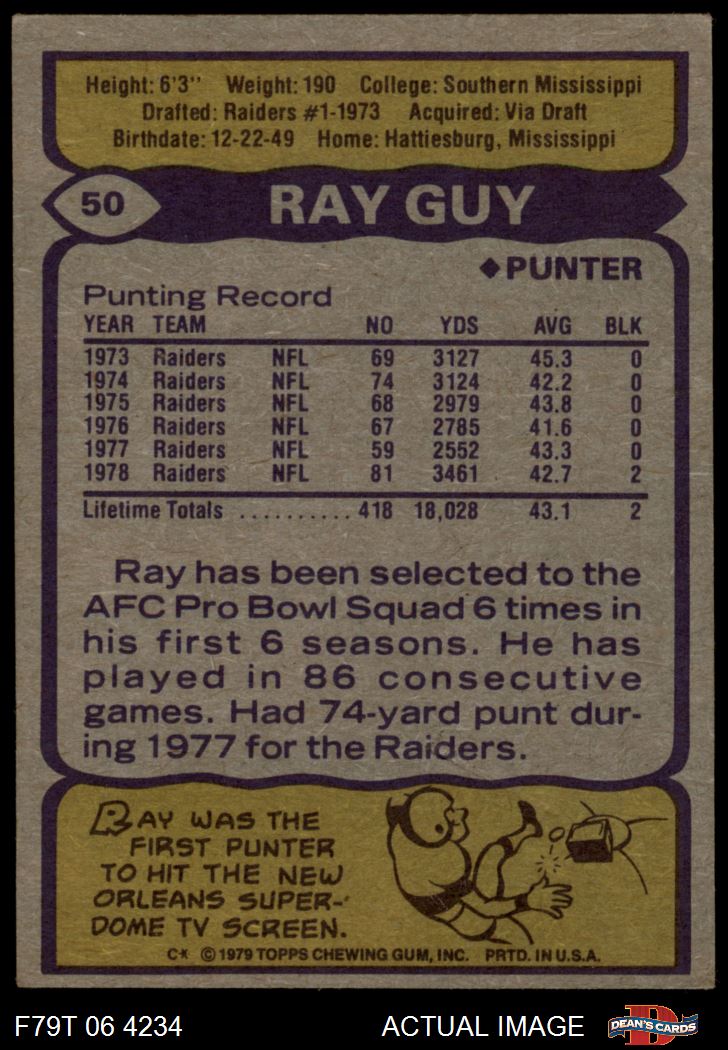 Height: 6'3'' Weight: 190 College: Southern Mississippi
Drafted: Raiders #1-1973 Acquired: Via Draft
Birthdate: 12-22-49 Home: Hattiesburg, Mississippi
50 RAY GUY
◆PUNTER
Punting Record
YEAR TEAM NO YDS AVG BLK
1973 Raiders NFL 69 3127 45.3 0
1974 Raiders NFL 74 3124 42.2 0
1975 Raiders NFL 68 2979 43.8 0
1976 Raiders NFL 67 2785 41.6 0
1977 Raiders NFL 59 2552 43.3 0
1978 Raiders NFL 81 3461 42.7 2
Lifetime Totals .......... 418 18,028 43.1 2
Ray has been selected to the
AFC Pro Bowl Squad 6 times in
his first 6 seasons. He has
played in 86 consecutive
games. Had 74-yard punt dur-
ing 1977 for the Raiders.
RAY WAS THE
FIRST PUNTER
TO HIT THE NEW
ORLEANS SUPER-
DOME TV SCREEN.
C* © 1979 TOPPS CHEWING GUM, INC. PRTD. IN U.S.A.
F79T 06 4234 ACTUAL IMAGE D DEAN'S CARDS